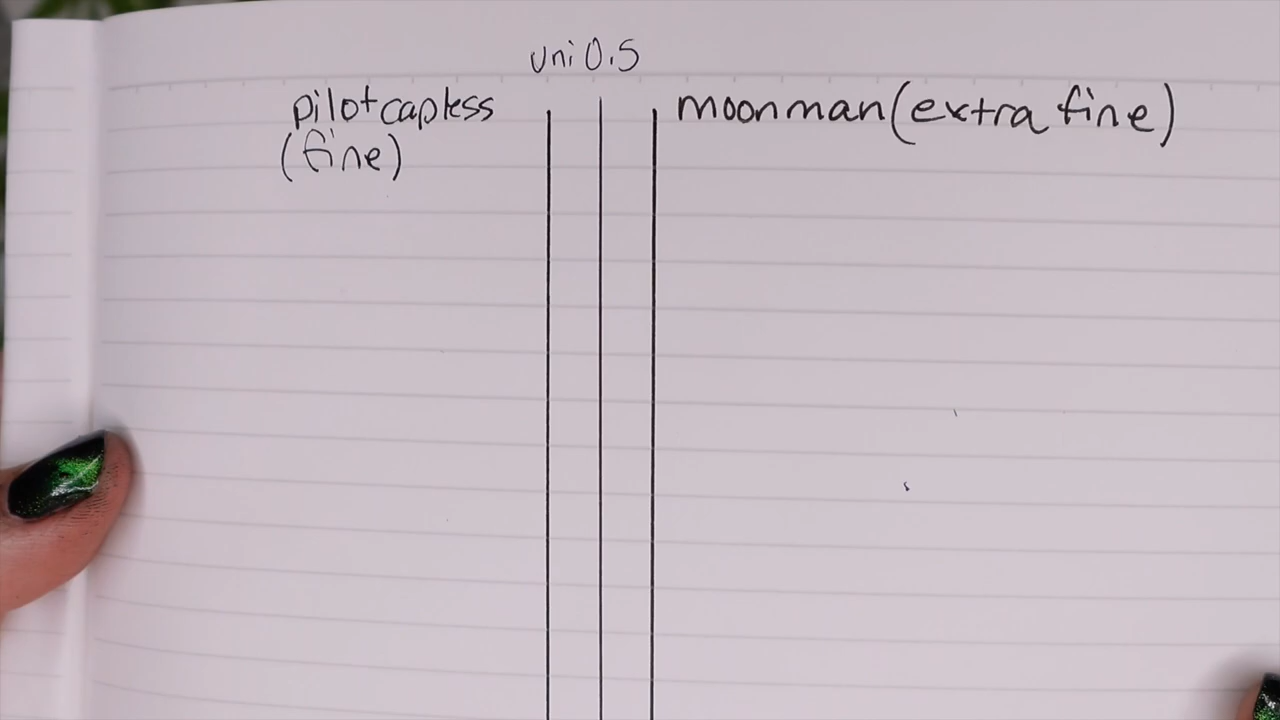 uni 0.5
pilot capless
(fine)
moonman (extra fine)